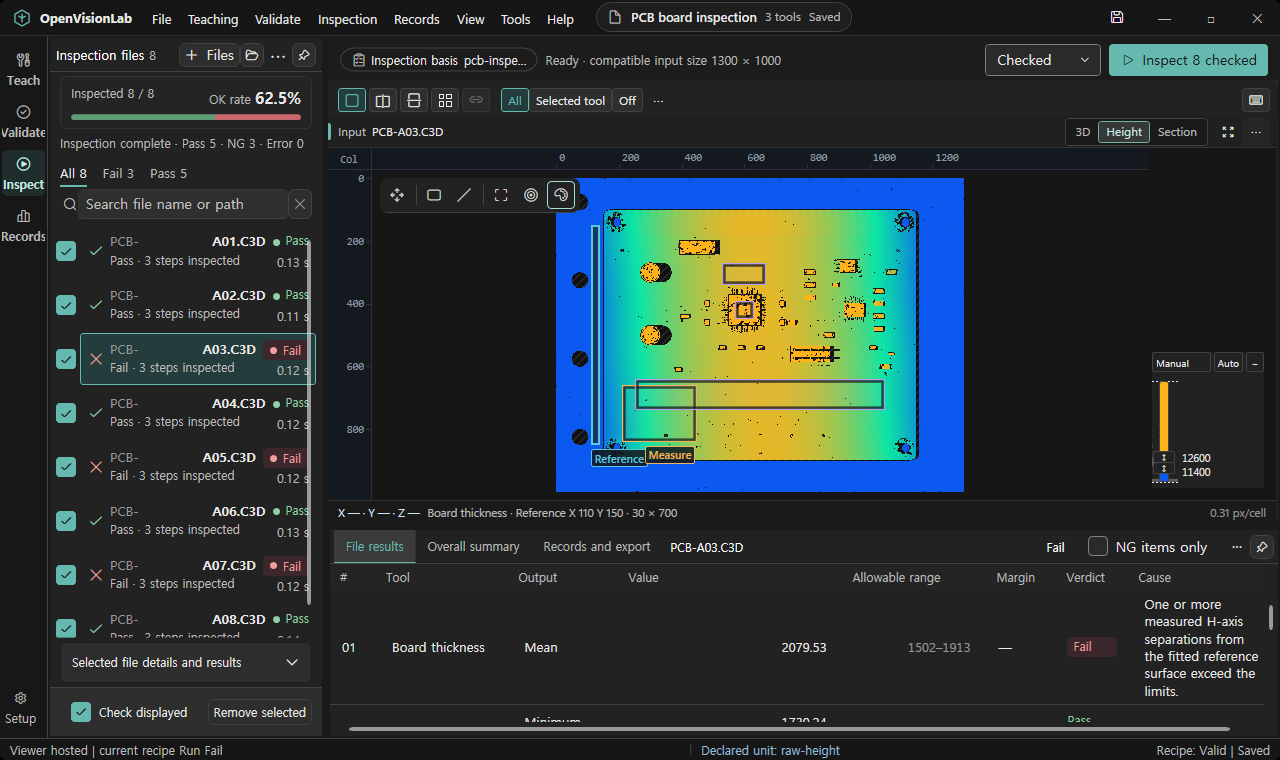 OpenVisionLab File Teaching Validate Inspection Records View Tools Help PCB board inspection 3 tools Saved
Teach
Validate
Inspect
Records
Setup
Inspection files 8 + Files ...
Inspected 8 / 8
OK rate 62.5%
Inspection complete · Pass 5 · NG 3 · Error 0
All 8 Fail 3 Pass 5
Search file name or path
PCB- A01.C3D Pass
Pass · 3 steps inspected 0.13 s
PCB- A02.C3D Pass
Pass · 3 steps inspected 0.11 s
PCB- A03.C3D Fail
Fail · 3 steps inspected 0.12 s
PCB- A04.C3D Pass
Pass · 3 steps inspected 0.12 s
PCB- A05.C3D Fail
Fail · 3 steps inspected 0.12 s
PCB- A06.C3D Pass
Pass · 3 steps inspected 0.13 s
PCB- A07.C3D Fail
Fail · 3 steps inspected 0.12 s
PCB- A08.C3D Pass
Pass · 3 steps inspected
Selected file details and results
Check displayed Remove selected
Inspection basis pcb-inspe... Ready · compatible input size 1300 × 1000
Checked Inspect 8 checked
All Selected tool Off ...
Input PCB-A03.C3D 3D Height Section ...
Col 0 200 400 600 800 1000 1200
0
200
400
600
800
Reference Measure
Manual Auto –
12600
11400
X — · Y — · Z — Board thickness · Reference X 110 Y 150 · 30 × 700 0.31 px/cell
File results Overall summary Records and export PCB-A03.C3D Fail NG items only ...
# Tool Output Value Allowable range Margin Verdict Cause
01 Board thickness Mean 2079.53 1502–1913 — Fail
One or more
measured H-axis
separations from
the fitted reference
surface exceed the
limits.
Minimum 1730.24 Pass
Viewer hosted | current recipe Run Fail Declared unit: raw-height Recipe: Valid | Saved